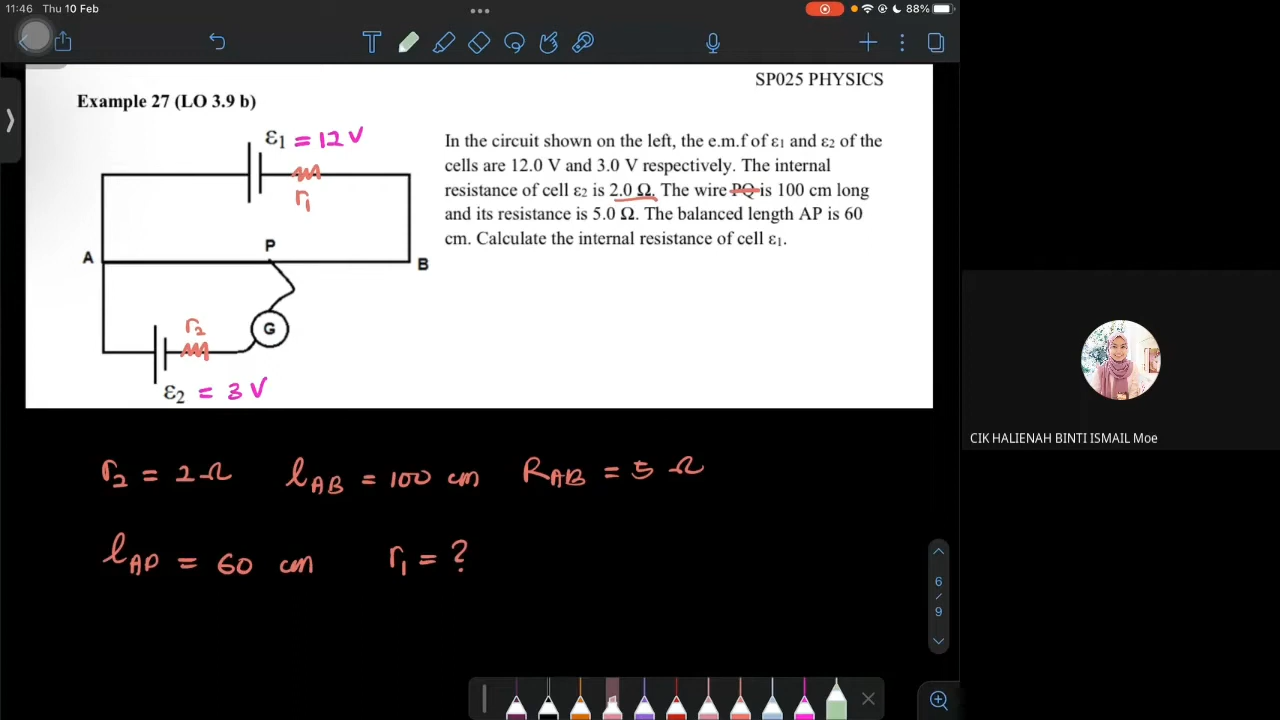 11:46 Thu 10 Feb
88%
SP025 PHYSICS
Example 27 (LO 3.9 b)
ε1 = 12 V
r1
In the circuit shown on the left, the e.m.f of ε1 and ε2 of the
cells are 12.0 V and 3.0 V respectively. The internal
resistance of cell ε2 is 2.0 Ω. The wire PQ is 100 cm long
and its resistance is 5.0 Ω. The balanced length AP is 60
cm. Calculate the internal resistance of cell ε1.
A
P
B
r2
G
ε2 = 3 V
CIK HALIENAH BINTI ISMAIL Moe
r2 = 2 Ω lAB = 100 cm RAB = 5 Ω
lAP = 60 cm r1 = ?
6
/
9